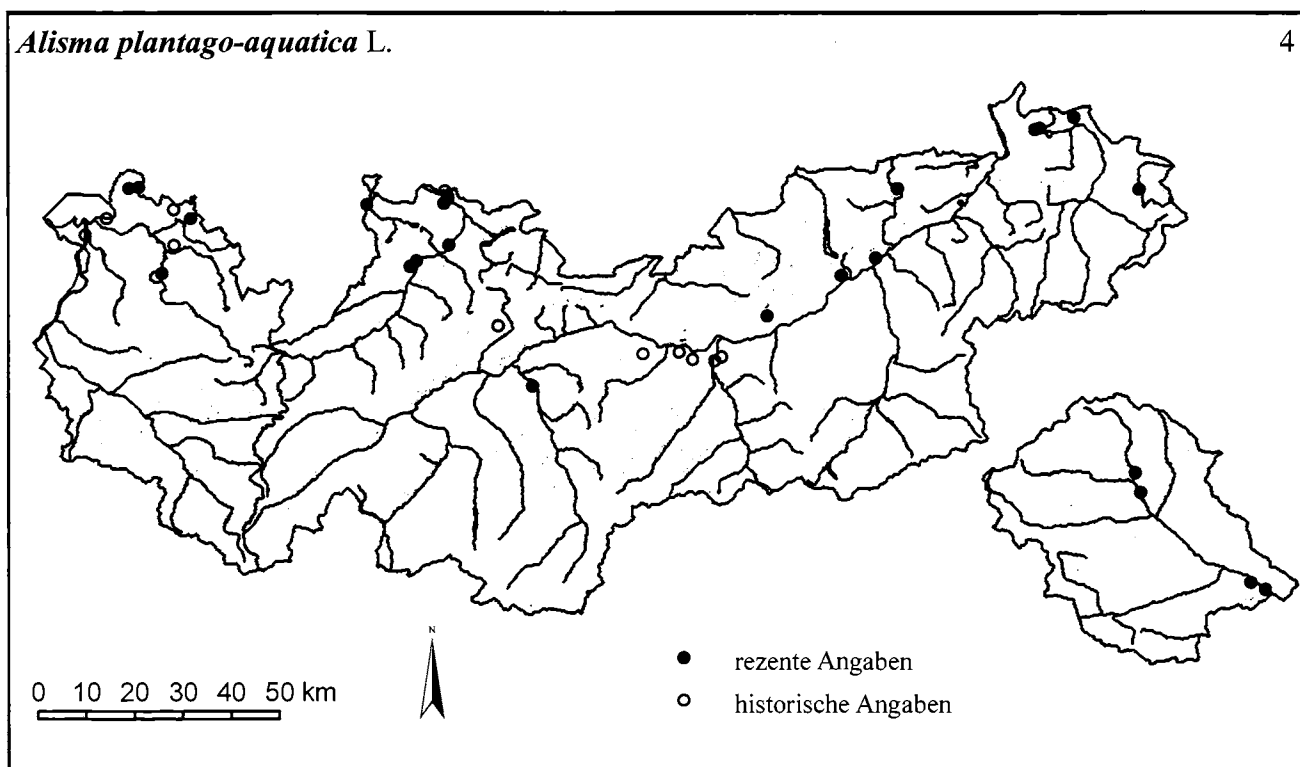 Alisma plantago-aquatica L. 4
N
0 10 20 30 40 50 km
rezente Angaben
historische Angaben